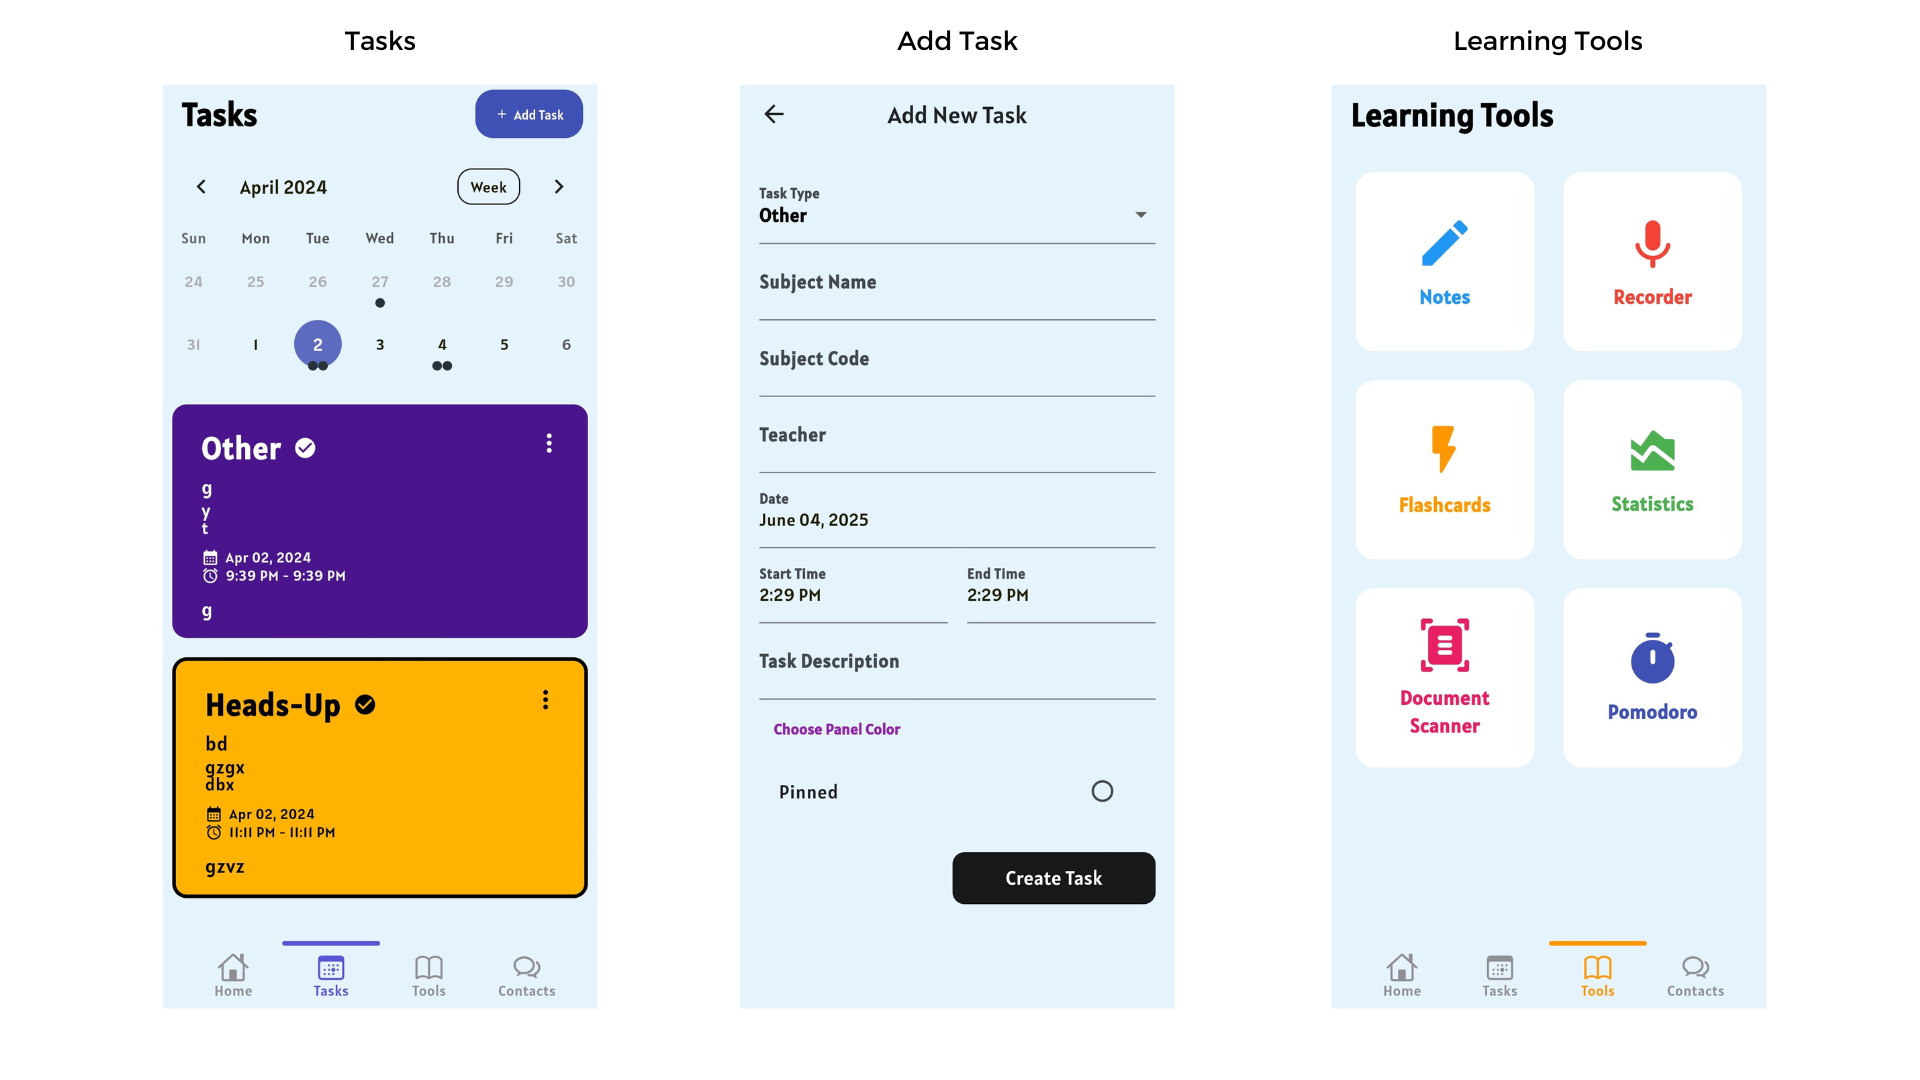 Tasks
Add Task
Learning Tools
Tasks
+ Add Task
April 2024
Week
Sun Mon Tue Wed Thu Fri Sat
24 25 26 27 28 29 30
31 1 2 3 4 5 6
Other
g
y
t
Apr 02, 2024
9:39 PM - 9:39 PM
g
Heads-Up
bd
gzgx
dbx
Apr 02, 2024
11:11 PM - 11:11 PM
gzvz
Home Tasks Tools Contacts
Add New Task
Task Type
Other
Subject Name
Subject Code
Teacher
Date
June 04, 2025
Start Time End Time
2:29 PM 2:29 PM
Task Description
Choose Panel Color
Pinned
Create Task
Learning Tools
Notes Recorder
Flashcards Statistics
Document
Scanner
Pomodoro
Home Tasks Tools Contacts